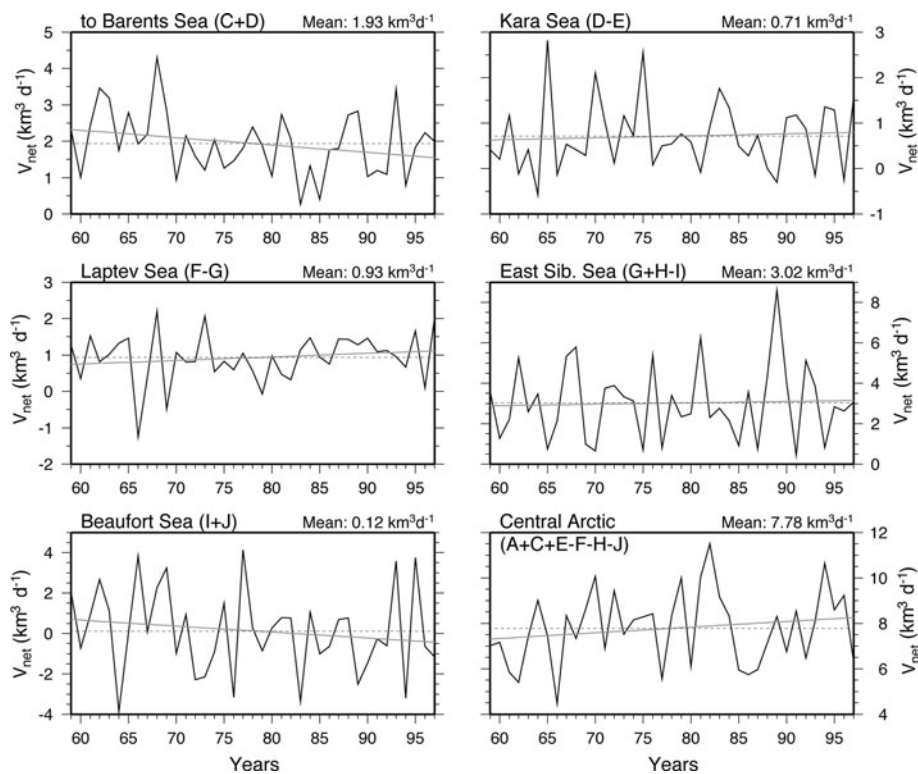 to Barents Sea (C+D) Mean: 1.93 km³d⁻¹
Kara Sea (D-E) Mean: 0.71 km³d⁻¹
V_net (km³ d⁻¹)
5
4
3
2
1
0
60 65 70 75 80 85 90 95
V_net (km³ d⁻¹)
3
2
1
0
-1
60 65 70 75 80 85 90 95
Laptev Sea (F-G) Mean: 0.93 km³d⁻¹
East Sib. Sea (G+H-I) Mean: 3.02 km³d⁻¹
V_net (km³ d⁻¹)
3
2
1
0
-1
-2
60 65 70 75 80 85 90 95
V_net (km³ d⁻¹)
8
6
4
2
0
60 65 70 75 80 85 90 95
Beaufort Sea (I+J) Mean: 0.12 km³d⁻¹
Central Arctic Mean: 7.78 km³d⁻¹
(A+C+E-F-H-J)
V_net (km³ d⁻¹)
4
2
0
-2
-4
60 65 70 75 80 85 90 95
Years
V_net (km³ d⁻¹)
12
10
8
6
4
60 65 70 75 80 85 90 95
Years